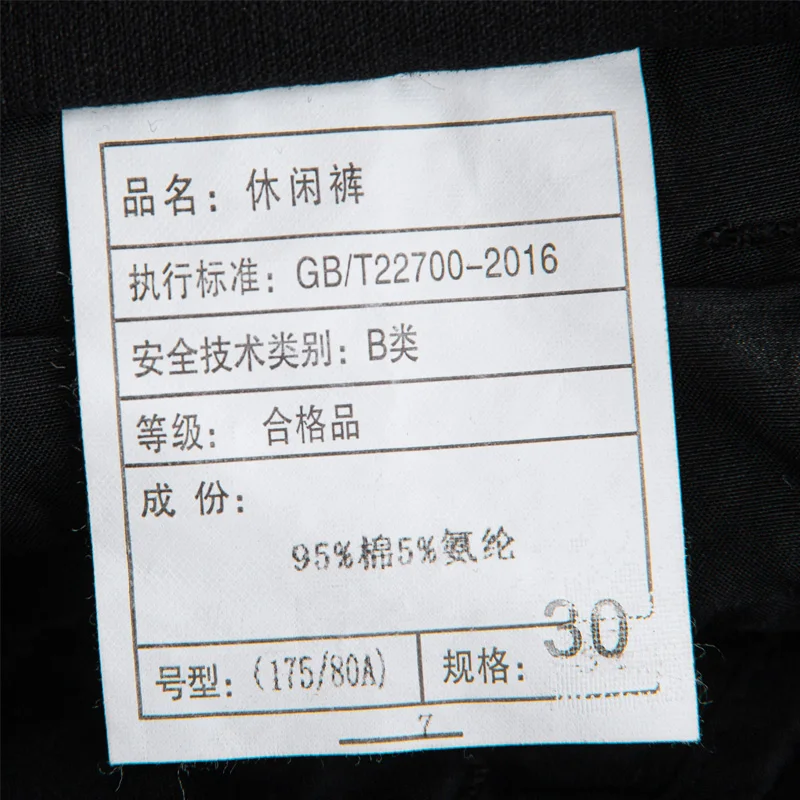 品名：休闲裤
执行标准：GB/T22700-2016
安全技术类别：B类
等级： 合格品
成 份：
95%棉5%氨纶
号型：(175/80A) 规格：30
7